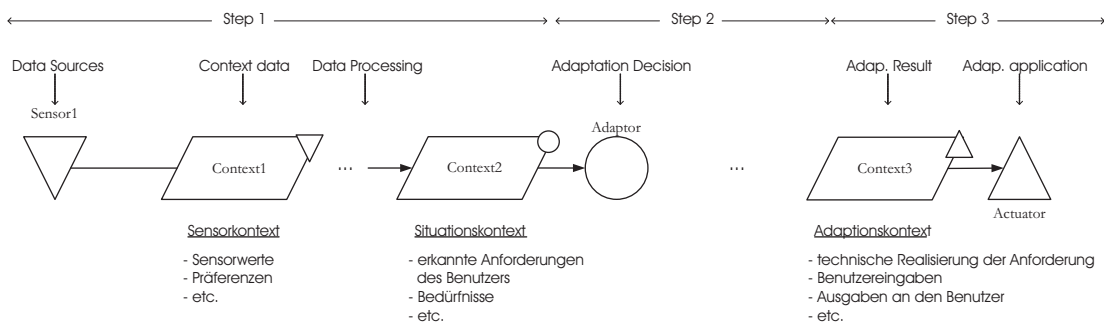 Step 1 Step 2 Step 3
Data Sources Context data Data Processing Adaptation Decision Adap. Result Adap. application
Sensor1
Adaptor
Context1 ... Context2 ... Context3
Actuator
Sensorkontext
- Sensorwerte
- Präferenzen
- etc.
Situationskontext
- erkannte Anforderungen
des Benutzers
- Bedürfnisse
- etc.
Adaptionskontext
- technische Realisierung der Anforderung
- Benutzereingaben
- Ausgaben an den Benutzer
- etc.